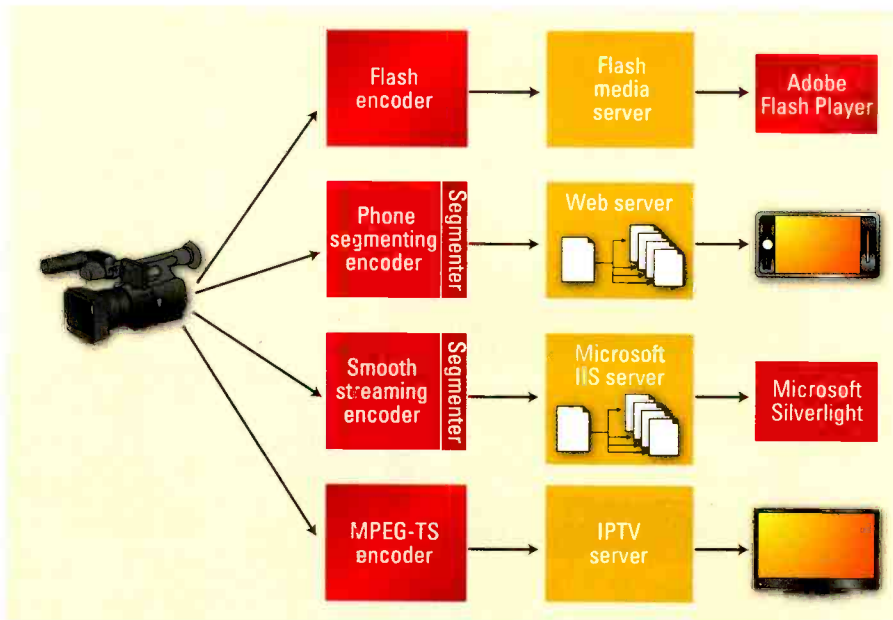 Flash
encoder
Flash
media
server
Adobe
Flash Player
Phone
segmenting
encoder
Segmenter
Web server
Smooth
streaming
encoder
Segmenter
Microsoft
IIS server
Microsoft
Silverlight
MPEG-TS
encoder
IPTV
server